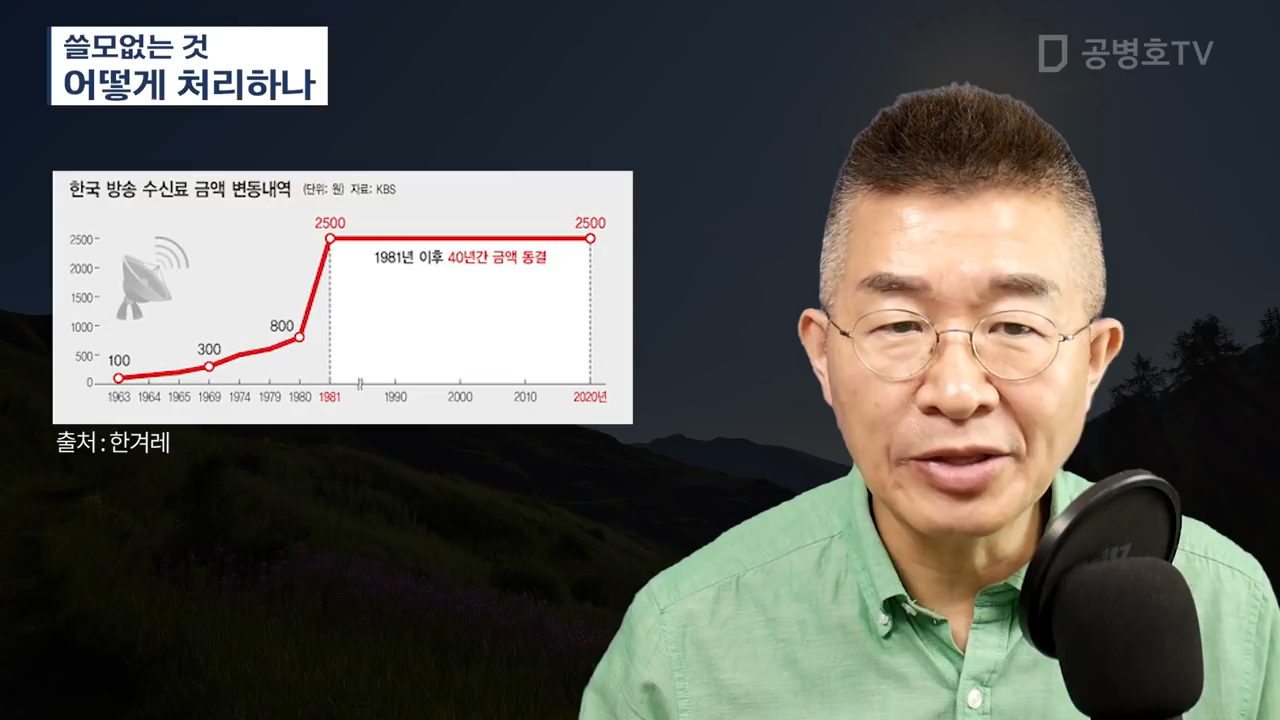 쓸모없는 것
어떻게 처리하나
공병호TV
한국 방송 수신료 금액 변동내역 (단위: 원) 자료: KBS
2500 2500
2500
1981년 이후 40년간 금액 동결
2000
1500
1000 800
500 300
100
0
1963 1964 1965 1969 1974 1979 1980 1981 1990 2000 2010 2020년
출처 : 한겨레